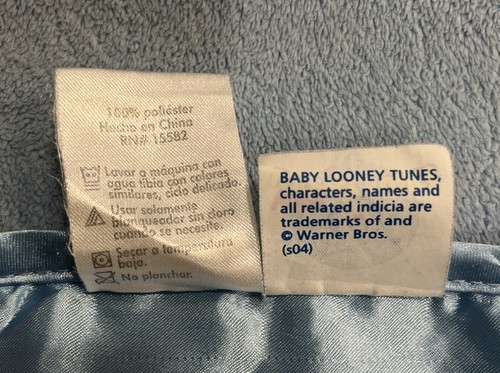 100% poliéster
Hecho en China
RN# 15582
Lavar a máquina con
agua tibia con colores
similares, ciclo delicado.
Usar solamente
blanqueador sin cloro
cuando se necesite.
Secar a temperatura
baja.
No planchar.
BABY LOONEY TUNES,
characters, names and
all related indicia are
trademarks of and
© Warner Bros.
(s04)